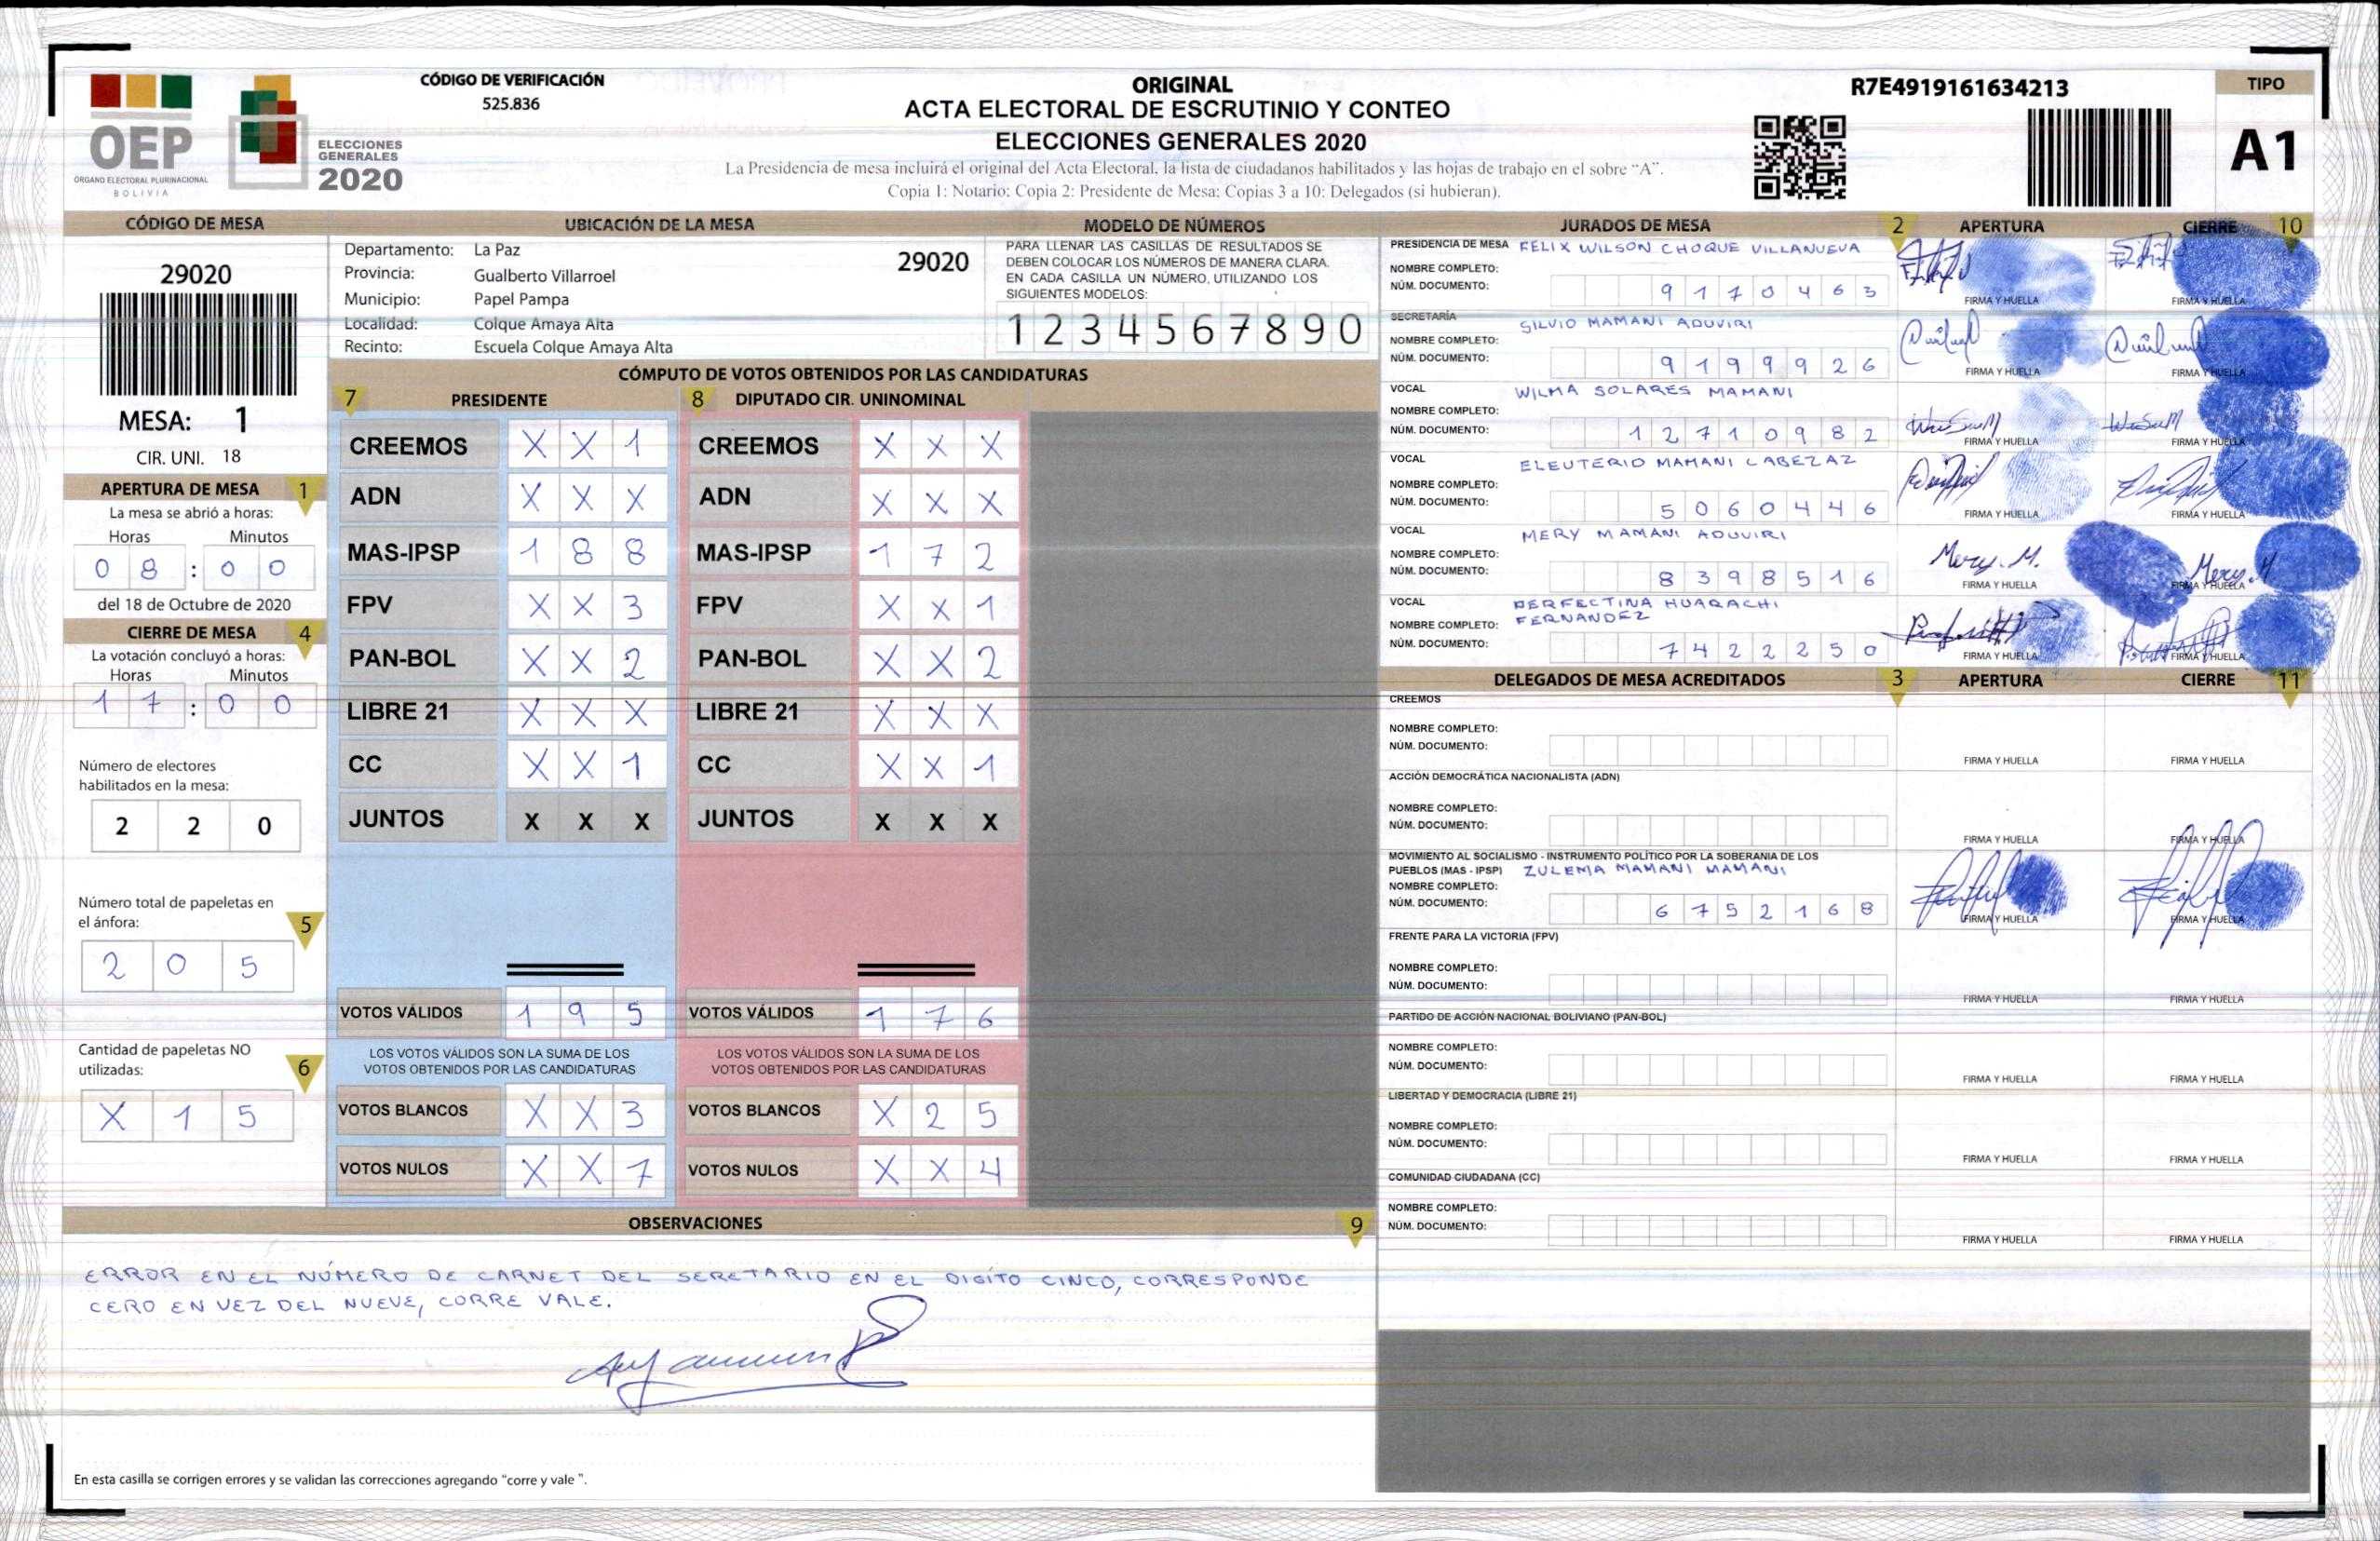 CÓDIGO DE VERIFICACIÓN
525.836
OEP
ÓRGANO ELECTORAL PLURINACIONAL
BOLIVIA
ELECCIONES
GENERALES
2020
ORIGINAL
ACTA ELECTORAL DE ESCRUTINIO Y CONTEO
ELECCIONES GENERALES 2020
La Presidencia de mesa incluirá el original del Acta Electoral, la lista de ciudadanos habilitados y las hojas de trabajo en el sobre “A”.
Copia 1: Notario; Copia 2: Presidente de Mesa; Copias 3 a 10: Delegados (si hubieran).
R7E4919161634213
TIPO
A1
CÓDIGO DE MESA
29020
MESA: 1
CIR. UNI. 18
APERTURA DE MESA 1
La mesa se abrió a horas:
Horas Minutos
0 8 : 0 0
del 18 de Octubre de 2020
CIERRE DE MESA 4
La votación concluyó a horas:
Horas Minutos
1 7 : 0 0
Número de electores
habilitados en la mesa:
2 2 0
Número total de papeletas en
el ánfora: 5
2 0 5
Cantidad de papeletas NO
utilizadas: 6
X 1 5
UBICACIÓN DE LA MESA
Departamento: La Paz
29020
Provincia: Gualberto Villarroel
Municipio: Papel Pampa
Localidad: Colque Amaya Alta
Recinto: Escuela Colque Amaya Alta
MODELO DE NÚMEROS
PARA LLENAR LAS CASILLAS DE RESULTADOS SE
DEBEN COLOCAR LOS NÚMEROS DE MANERA CLARA.
EN CADA CASILLA UN NÚMERO, UTILIZANDO LOS
SIGUIENTES MODELOS:
1 2 3 4 5 6 7 8 9 0
CÓMPUTO DE VOTOS OBTENIDOS POR LAS CANDIDATURAS
7 PRESIDENTE
CREEMOS X X 1
ADN X X X
MAS-IPSP 1 8 8
FPV X X 3
PAN-BOL X X 2
LIBRE 21 X X X
CC X X 1
JUNTOS X X X
VOTOS VÁLIDOS 1 9 5
LOS VOTOS VÁLIDOS SON LA SUMA DE LOS
VOTOS OBTENIDOS POR LAS CANDIDATURAS
VOTOS BLANCOS X X 3
VOTOS NULOS X X 7
8 DIPUTADO CIR. UNINOMINAL
CREEMOS X X X
ADN X X X
MAS-IPSP 1 7 2
FPV X X 1
PAN-BOL X X 2
LIBRE 21 X X X
CC X X 1
JUNTOS X X X
VOTOS VÁLIDOS 1 7 6
LOS VOTOS VÁLIDOS SON LA SUMA DE LOS
VOTOS OBTENIDOS POR LAS CANDIDATURAS
VOTOS BLANCOS X 2 5
VOTOS NULOS X X 4
OBSERVACIONES 9
ERROR EN EL NÚMERO DE CARNET DEL SERETARIO EN EL DIGÍTO CINCO, CORRESPONDE
CERO EN VEZ DEL NUEVE, CORRE VALE.
En esta casilla se corrigen errores y se validan las correcciones agregando "corre y vale ".
JURADOS DE MESA 2 APERTURA CIERRE 10
PRESIDENCIA DE MESA FELIX WILSON CHOQUE VILLANUEVA
NOMBRE COMPLETO:
NÚM. DOCUMENTO: 9 1 7 0 4 6 3
FIRMA Y HUELLA FIRMA Y HUELLA
SECRETARÍA SILVIO MAMANI ADUVIRI
NOMBRE COMPLETO:
NÚM. DOCUMENTO: 9 1 9 9 9 2 6
FIRMA Y HUELLA FIRMA Y HUELLA
VOCAL WILMA SOLARES MAMANI
NOMBRE COMPLETO:
NÚM. DOCUMENTO: 1 2 7 1 0 9 8 2
FIRMA Y HUELLA FIRMA Y HUELLA
VOCAL ELEUTERIO MAMANI CABEZAZ
NOMBRE COMPLETO:
NÚM. DOCUMENTO: 5 0 6 0 4 4 6
FIRMA Y HUELLA FIRMA Y HUELLA
VOCAL MERY MAMANI ADUVIRI
NOMBRE COMPLETO:
NÚM. DOCUMENTO: 8 3 9 8 5 1 6
Mery. M. Mery. M
FIRMA Y HUELLA FIRMA Y HUELLA
VOCAL PERFECTINA HUARACHI
NOMBRE COMPLETO: FERNANDEZ
NÚM. DOCUMENTO: 7 4 2 2 2 5 0
FIRMA Y HUELLA FIRMA Y HUELLA
DELEGADOS DE MESA ACREDITADOS 3 APERTURA CIERRE 11
CREEMOS
NOMBRE COMPLETO:
NÚM. DOCUMENTO:
FIRMA Y HUELLA FIRMA Y HUELLA
ACCIÓN DEMOCRÁTICA NACIONALISTA (ADN)
NOMBRE COMPLETO:
NÚM. DOCUMENTO:
FIRMA Y HUELLA FIRMA Y HUELLA
MOVIMIENTO AL SOCIALISMO - INSTRUMENTO POLÍTICO POR LA SOBERANIA DE LOS
PUEBLOS (MAS - IPSP) ZULEMA MAMANI MAMANI
NOMBRE COMPLETO:
NÚM. DOCUMENTO: 6 7 5 2 1 6 8
FIRMA Y HUELLA FIRMA Y HUELLA
FRENTE PARA LA VICTORIA (FPV)
NOMBRE COMPLETO:
NÚM. DOCUMENTO:
FIRMA Y HUELLA FIRMA Y HUELLA
PARTIDO DE ACCIÓN NACIONAL BOLIVIANO (PAN-BOL)
NOMBRE COMPLETO:
NÚM. DOCUMENTO:
FIRMA Y HUELLA FIRMA Y HUELLA
LIBERTAD Y DEMOCRACIA (LIBRE 21)
NOMBRE COMPLETO:
NÚM. DOCUMENTO:
FIRMA Y HUELLA FIRMA Y HUELLA
COMUNIDAD CIUDADANA (CC)
NOMBRE COMPLETO:
NÚM. DOCUMENTO:
FIRMA Y HUELLA FIRMA Y HUELLA